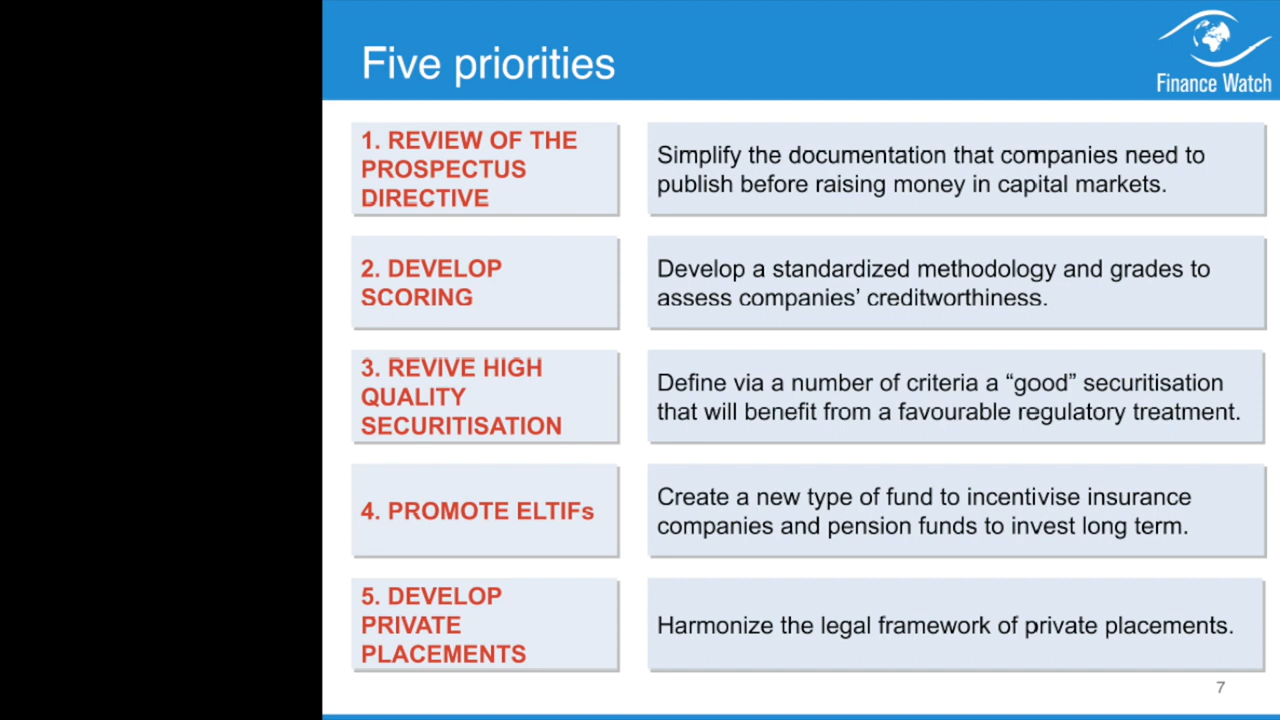 Five priorities
Finance Watch
1. REVIEW OF THE
PROSPECTUS
DIRECTIVE
Simplify the documentation that companies need to
publish before raising money in capital markets.
2. DEVELOP
SCORING
Develop a standardized methodology and grades to
assess companies’ creditworthiness.
3. REVIVE HIGH
QUALITY
SECURITISATION
Define via a number of criteria a “good” securitisation
that will benefit from a favourable regulatory treatment.
4. PROMOTE ELTIFs
Create a new type of fund to incentivise insurance
companies and pension funds to invest long term.
5. DEVELOP
PRIVATE
PLACEMENTS
Harmonize the legal framework of private placements.
7